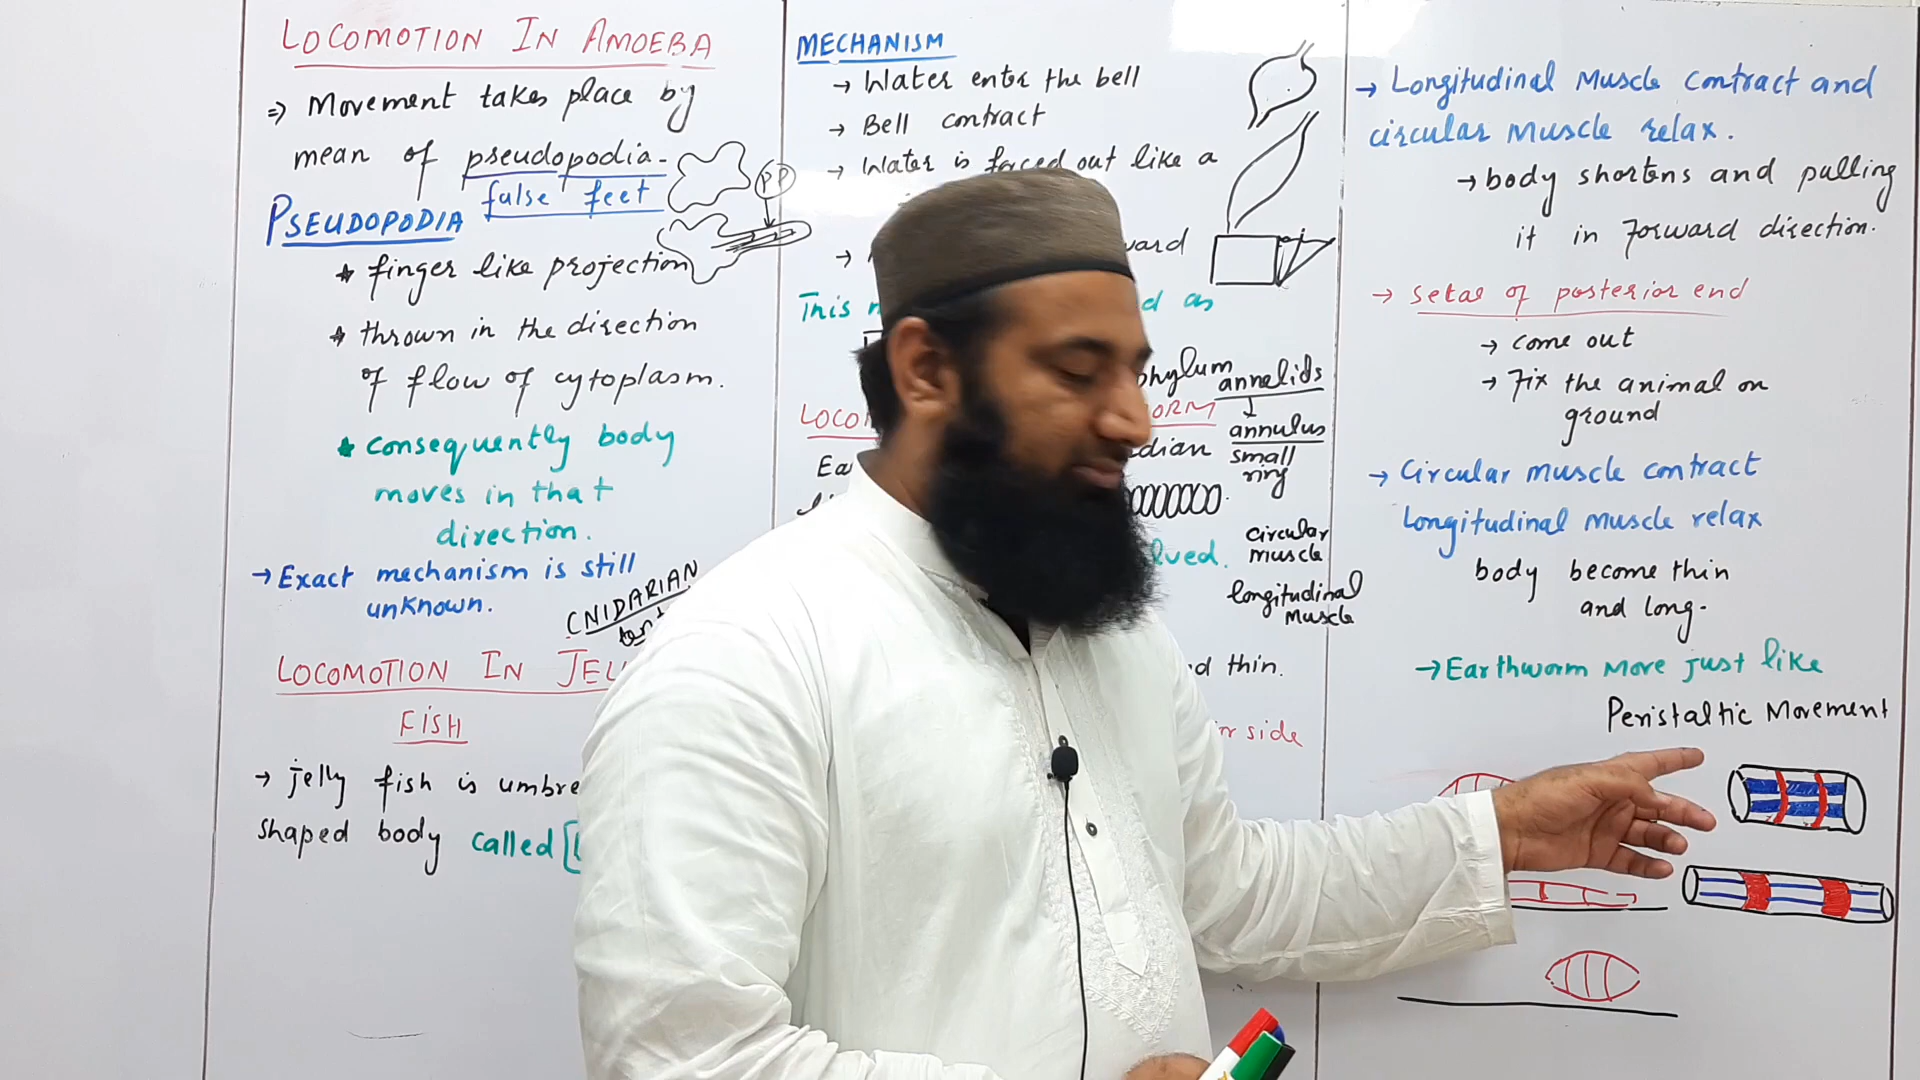 LOCOMOTION IN AMOEBA
⇒ Movement takes place by
mean of pseudopodia-
false feet
PP
PSEUDOPODIA
* finger like projection
* thrown in the direction
of flow of cytoplasm.
* consequently body
moves in that
direction.
→ Exact mechanism is still
unknown.
CNIDARIAN
LOCOMOTION IN
FISH
→ jelly fish is
shaped body called
MECHANISM
→ Water enter the bell
→ Bell contract
→ Water is forced out like a
→
as
phylum annelids
annulus
small
ring
circular
muscle
longitudinal
muscle
thin.
side
→ Longitudinal Muscle contract and
circular muscle relax.
→ body shortens and pulling
it in forward direction.
→ setae of posterior end
→ come out
→ Fix the animal on
ground
→ Circular muscle contract
Longitudinal muscle relax
body become thin
and long-
→ Earthworm move just like
Peristaltic Movement